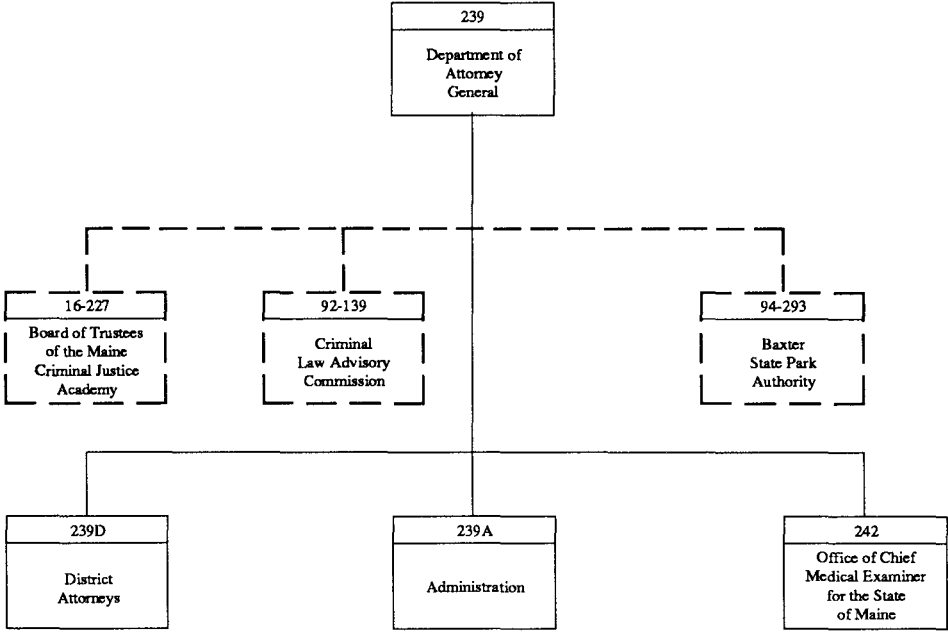 239
Department of
Attorney
General
16-227
Board of Trustees
of the Maine
Criminal Justice
Academy
92-139
Criminal
Law Advisory
Commission
94-293
Baxter
State Park
Authority
239D
District
Attorneys
239A
Administration
242
Office of Chief
Medical Examiner
for the State
of Maine